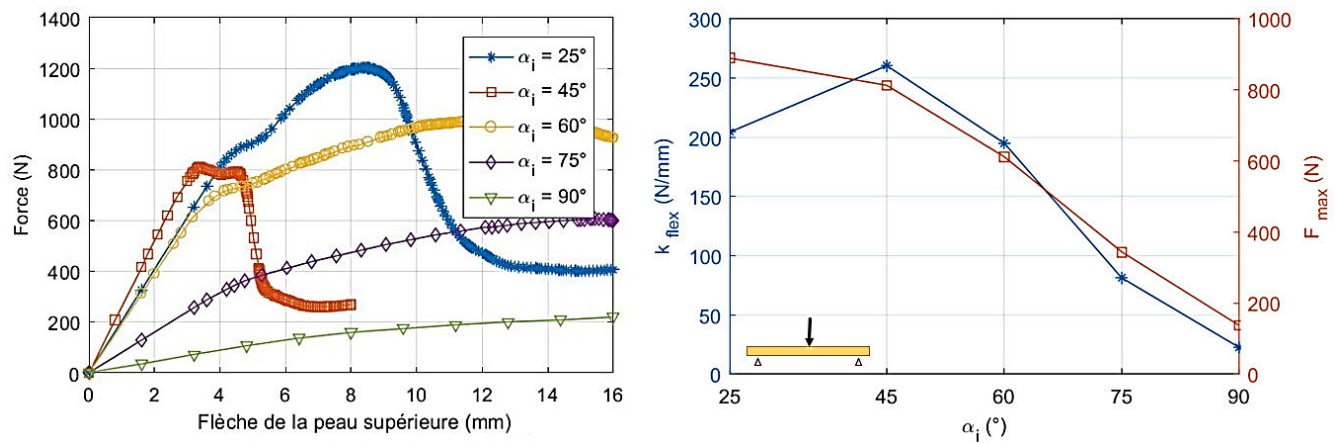 1400
1200
1000
800
600
400
200
0
Force (N)
0 2 4 6 8 10 12 14 16
Flèche de la peau supérieure (mm)
αi = 25°
αi = 45°
αi = 60°
αi = 75°
αi = 90°
300
250
200
150
100
50
0
k flex (N/mm)
25 45 60 75 90
αi (°)
1000
800
600
400
200
0
F max (N)